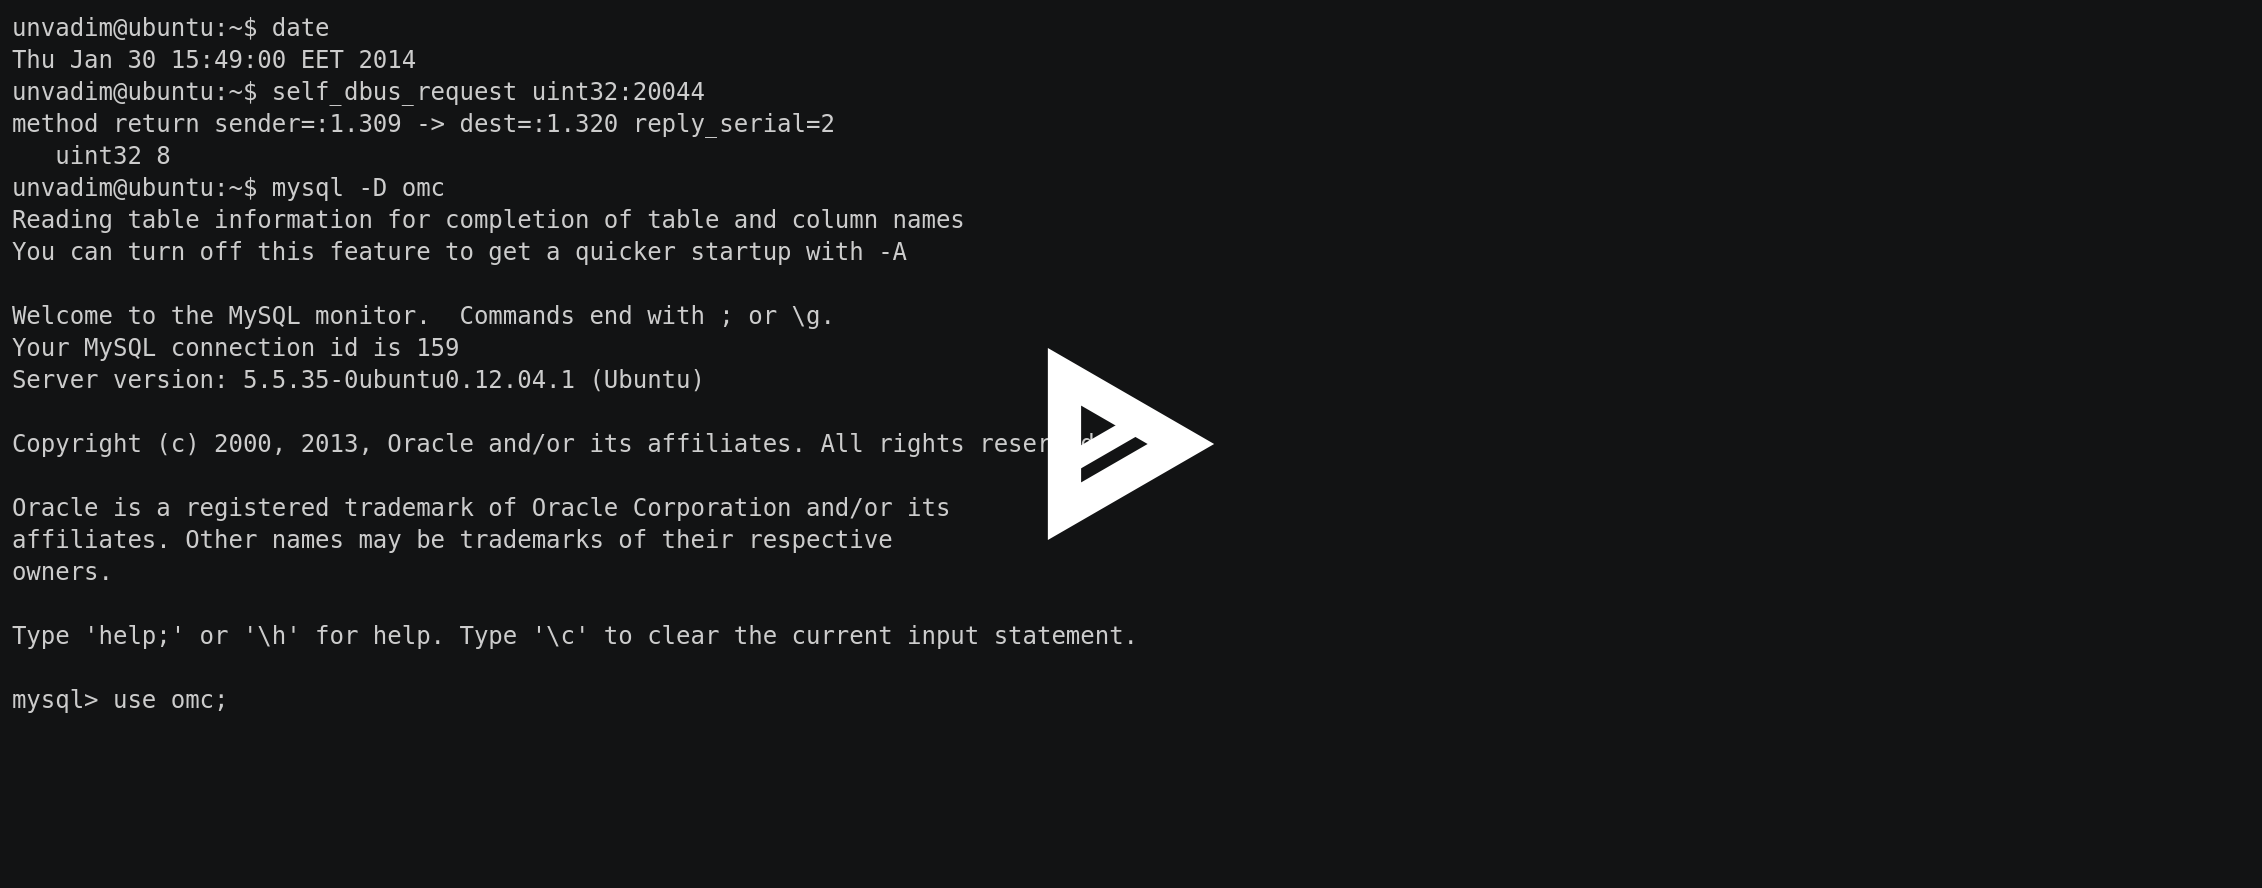 unvadim@ubuntu:~$ date
Thu Jan 30 15:49:00 EET 2014
unvadim@ubuntu:~$ self_dbus_request uint32:20044
method return sender=:1.309 -> dest=:1.320 reply_serial=2
   uint32 8
unvadim@ubuntu:~$ mysql -D omc
Reading table information for completion of table and column names
You can turn off this feature to get a quicker startup with -A
Welcome to the MySQL monitor.  Commands end with ; or \g.
Your MySQL connection id is 159
Server version: 5.5.35-0ubuntu0.12.04.1 (Ubuntu)
Copyright (c) 2000, 2013, Oracle and/or its affiliates. All rights
Oracle is a registered trademark of Oracle Corporation and/or its
affiliates. Other names may be trademarks of their respective
owners.
Type 'help;' or '\h' for help. Type '\c' to clear the current input statement.
mysql> use omc;